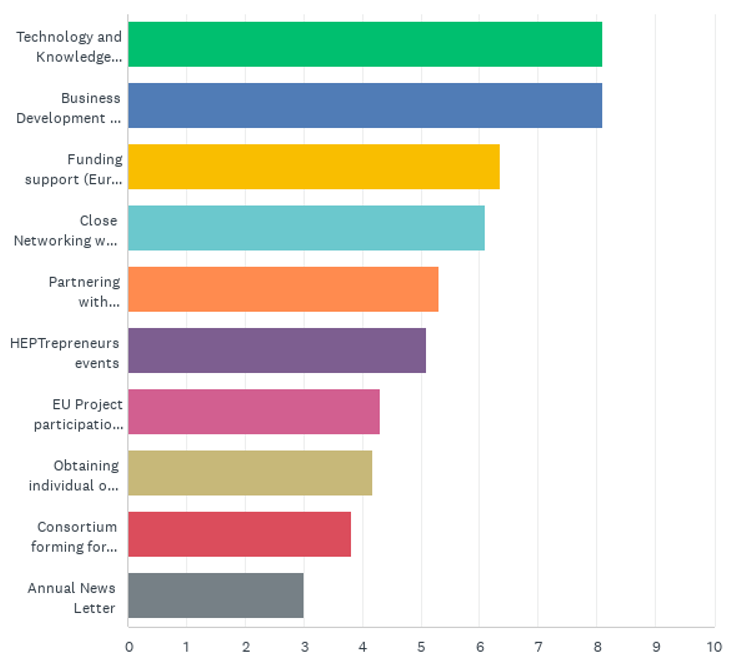 Technology and
Knowledge...
Business
Development ...
Funding
support (Eur...
Close
Networking w...
Partnering
with...
HEPTrepreneurs
events
EU Project
participatio...
Obtaining
individual o...
Consortium
forming for...
Annual News
Letter
0 1 2 3 4 5 6 7 8 9 10